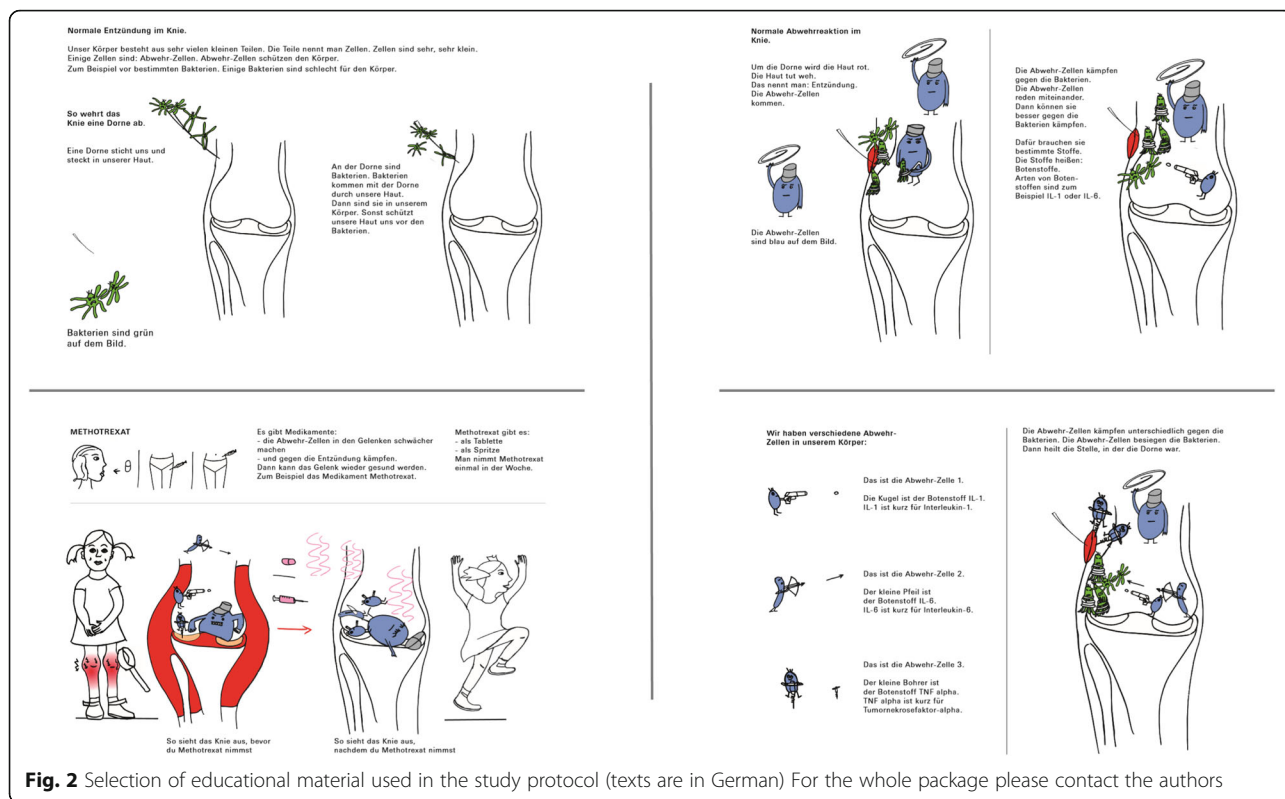 Normale Entzündung im Knie.
Unser Körper besteht aus sehr vielen kleinen Teilen. Die Teile nennt man Zellen. Zellen sind sehr, sehr klein.
Einige Zellen sind: Abwehr-Zellen. Abwehr-Zellen schützen den Körper.
Zum Beispiel vor bestimmten Bakterien. Einige Bakterien sind schlecht für den Körper.
So wehrt das
Knie eine Dorne ab.
Eine Dorne sticht uns und
steckt in unserer Haut.
An der Dorne sind
Bakterien. Bakterien
kommen mit der Dorne
durch unsere Haut.
Dann sind sie in unserem
Körper. Sonst schützt
unsere Haut uns vor den
Bakterien.
Bakterien sind grün
auf dem Bild.
Normale Abwehrreaktion im
Knie.
Um die Dorne wird die Haut rot.
Die Haut tut weh.
Das nennt man: Entzündung.
Die Abwehr-Zellen
kommen.
Die Abwehr-Zellen
sind blau auf dem Bild.
Die Abwehr-Zellen kämpfen
gegen die Bakterien.
Die Abwehr-Zellen
reden miteinander.
Dann können sie
besser gegen die
Bakterien kämpfen.
Dafür brauchen sie
bestimmte Stoffe.
Die Stoffe heißen:
Botenstoffe.
Arten von Boten-
stoffen sind zum
Beispiel IL-1 oder IL-6.
METHOTREXAT
Es gibt Medikamente:
- die Abwehr-Zellen in den Gelenken schwächer
machen
- und gegen die Entzündung kämpfen.
Dann kann das Gelenk wieder gesund werden.
Zum Beispiel das Medikament Methotrexat.
Methotrexat gibt es:
- als Tablette
- als Spritze
Man nimmt Methotrexat
einmal in der Woche.
So sieht das Knie aus, bevor
du Methotrexat nimmst
So sieht das Knie aus,
nachdem du Methotrexat nimmst
Wir haben verschiedene Abwehr-
Zellen in unserem Körper:
Das ist die Abwehr-Zelle 1.
Die Kugel ist der Botenstoff IL-1.
IL-1 ist kurz für Interleukin-1.
Das ist die Abwehr-Zelle 2.
Der kleine Pfeil ist
der Botenstoff IL-6.
IL-6 ist kurz für Interleukin-6.
Das ist die Abwehr-Zelle 3.
Der kleine Bohrer ist
der Botenstoff TNF alpha.
TNF alpha ist kurz für
Tumornekrosefaktor-alpha.
Die Abwehr-Zellen kämpfen unterschiedlich gegen die
Bakterien. Die Abwehr-Zellen besiegen die Bakterien.
Dann heilt die Stelle, in der die Dorne war.
Fig. 2 Selection of educational material used in the study protocol (texts are in German) For the whole package please contact the authors